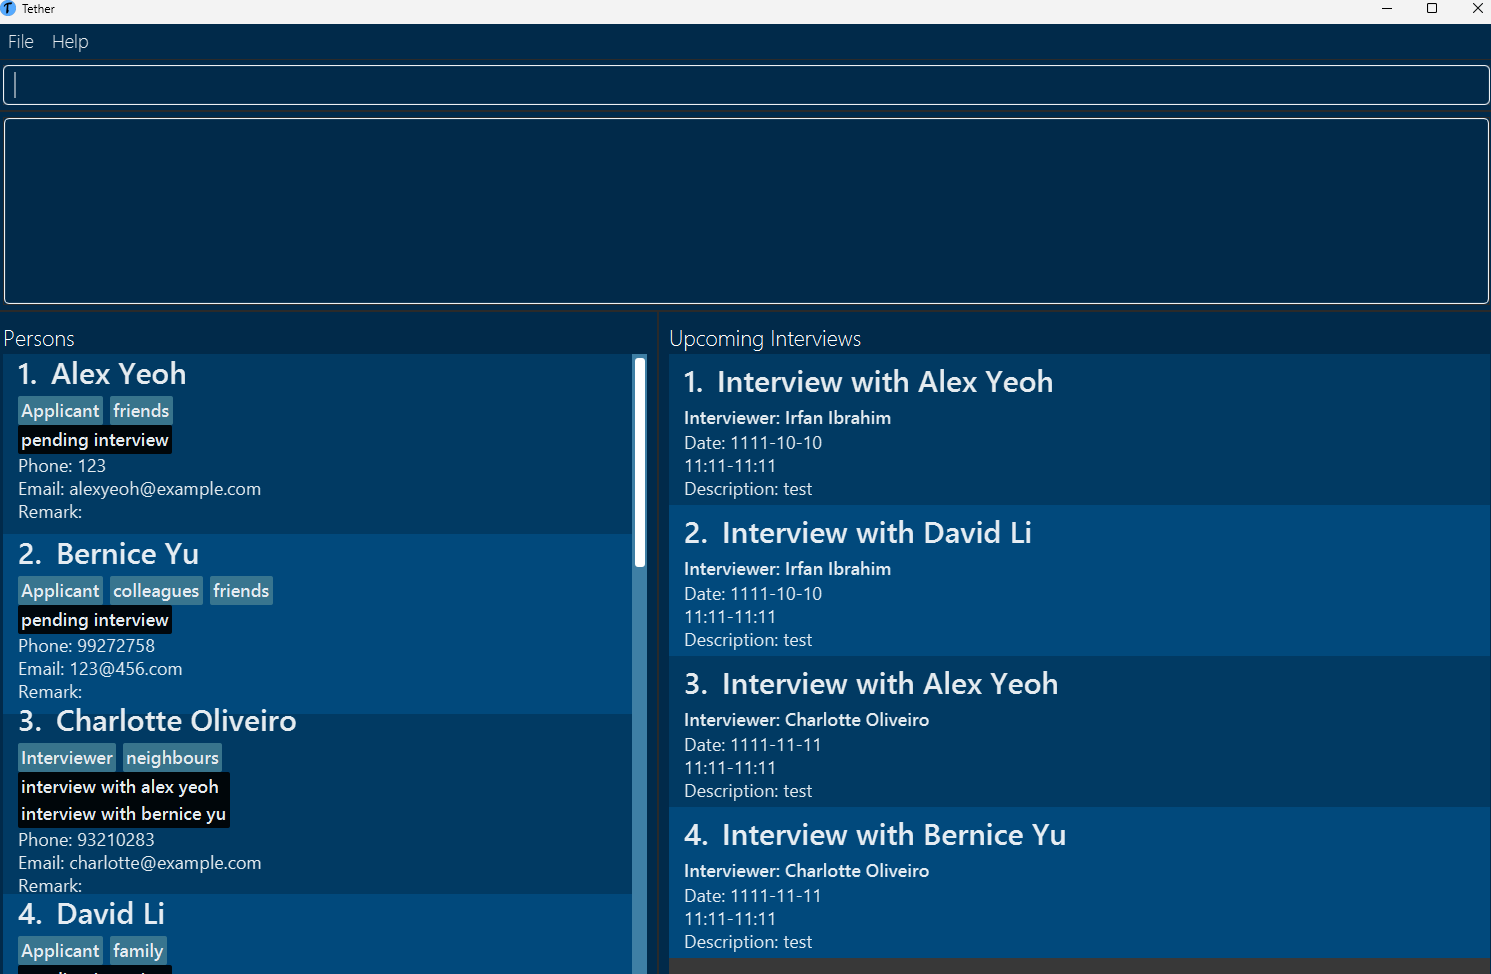 Tether
File Help
Persons
1. Alex Yeoh
Applicant friends
pending interview
Phone: 123
Email: alexyeoh@example.com
Remark:
2. Bernice Yu
Applicant colleagues friends
pending interview
Phone: 99272758
Email: 123@456.com
Remark:
3. Charlotte Oliveiro
Interviewer neighbours
interview with alex yeoh
interview with bernice yu
Phone: 93210283
Email: charlotte@example.com
Remark:
4. David Li
Applicant family
Upcoming Interviews
1. Interview with Alex Yeoh
Interviewer: Irfan Ibrahim
Date: 1111-10-10
11:11-11:11
Description: test
2. Interview with David Li
Interviewer: Irfan Ibrahim
Date: 1111-10-10
11:11-11:11
Description: test
3. Interview with Alex Yeoh
Interviewer: Charlotte Oliveiro
Date: 1111-11-11
11:11-11:11
Description: test
4. Interview with Bernice Yu
Interviewer: Charlotte Oliveiro
Date: 1111-11-11
11:11-11:11
Description: test